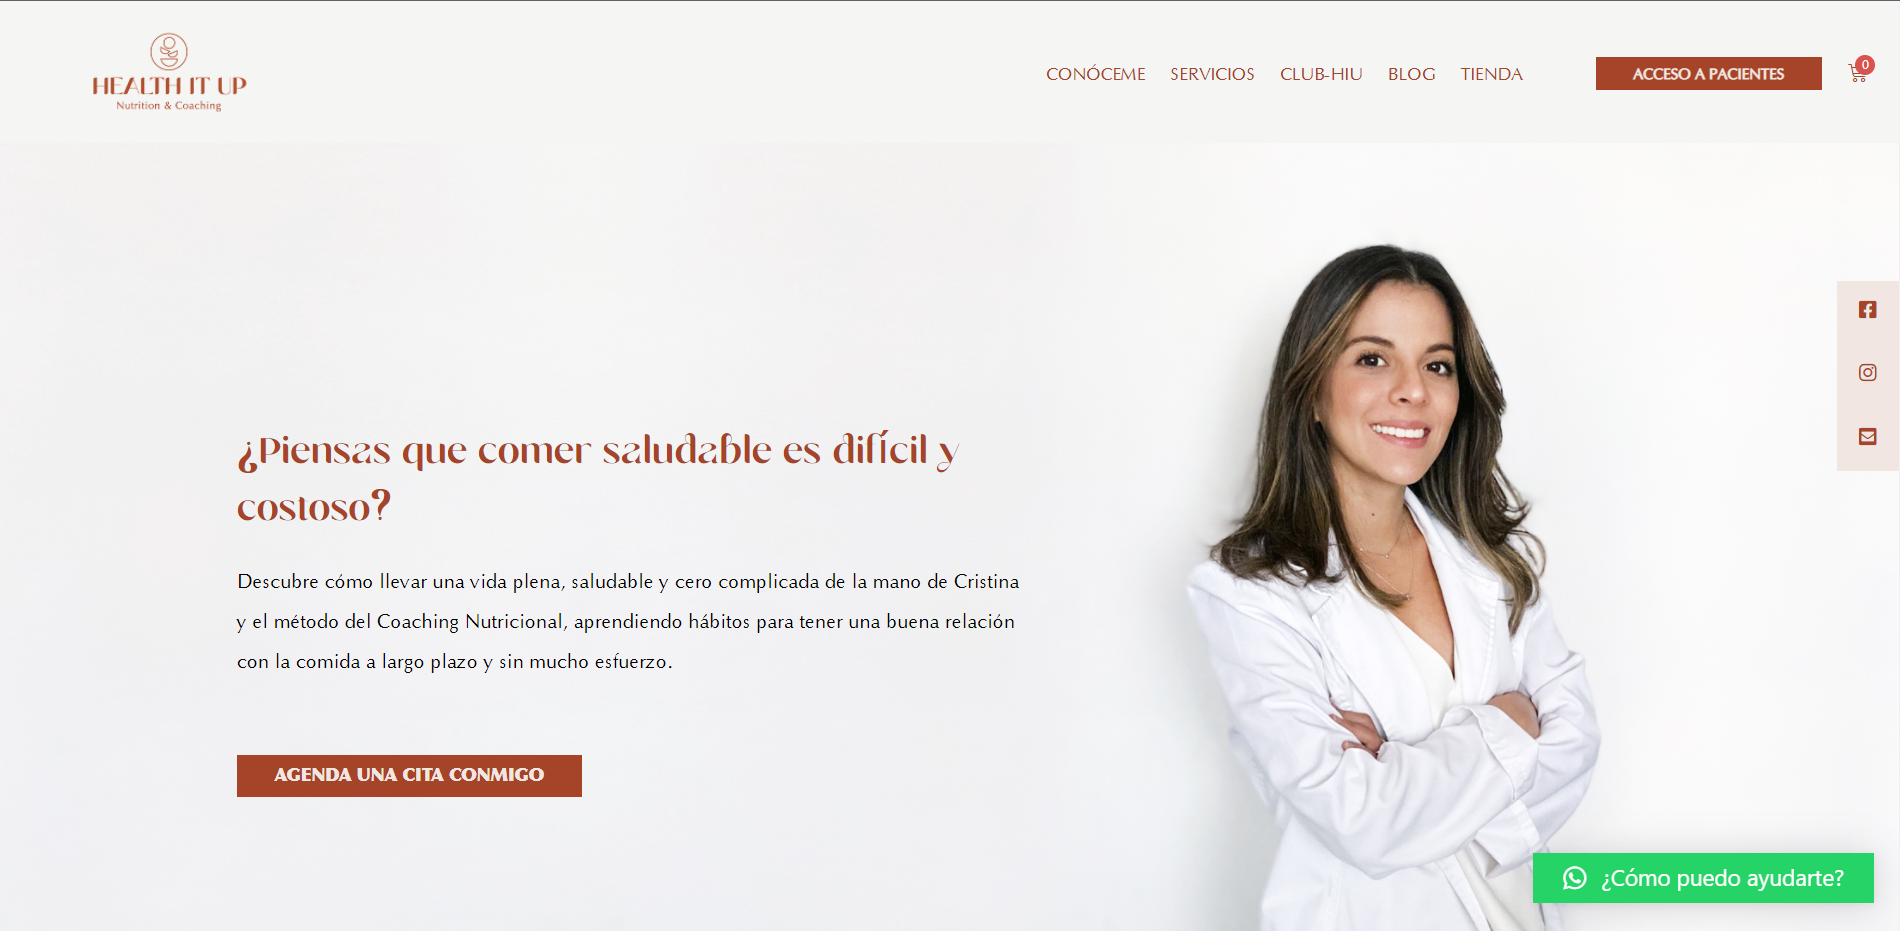 HEALTH IT UP
Nutrition & Coaching
CONÓCEME SERVICIOS CLUB-HIU BLOG TIENDA
ACCESO A PACIENTES
0
¿Piensas que comer saludable es difícil y
costoso?
Descubre cómo llevar una vida plena, saludable y cero complicada de la mano de Cristina
y el método del Coaching Nutricional, aprendiendo hábitos para tener una buena relación
con la comida a largo plazo y sin mucho esfuerzo.
AGENDA UNA CITA CONMIGO
¿Cómo puedo ayudarte?